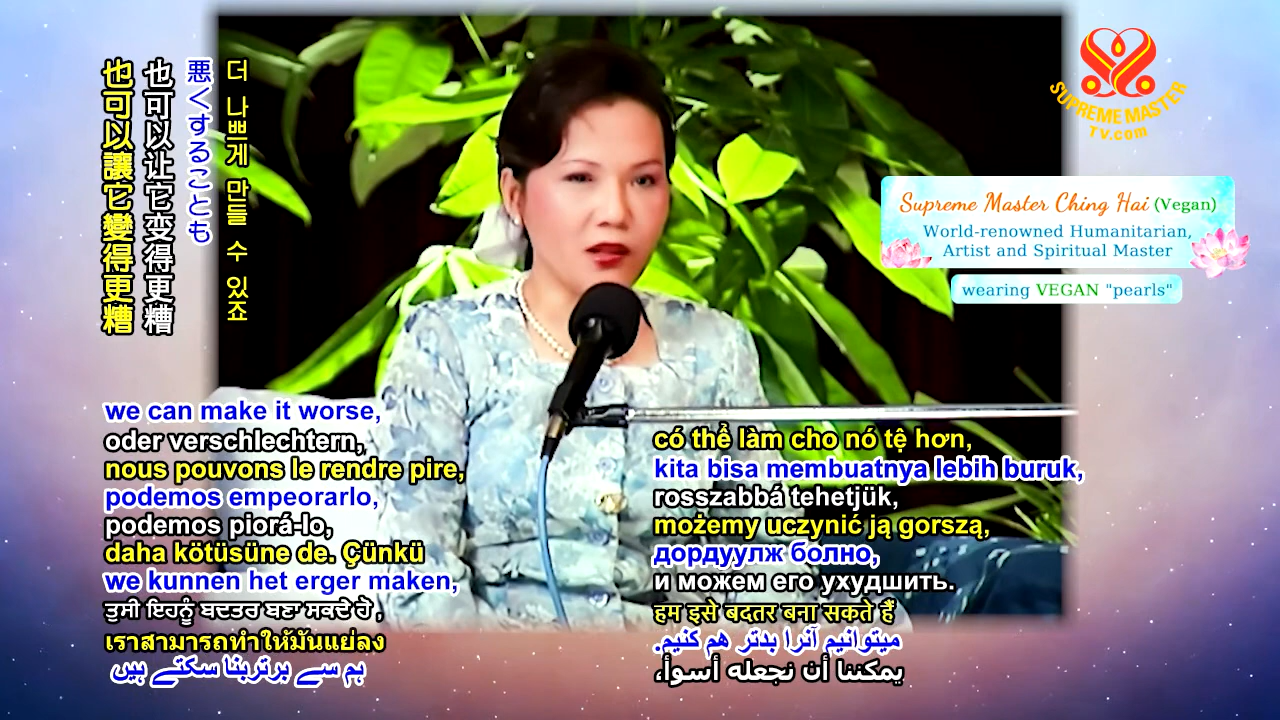 也可以讓它變得更糟
也可以让它变得更糟
悪くすることも
더 나쁘게 만들 수 있죠
SUPREME MASTER
TV.com
Supreme Master Ching Hai (Vegan)
World-renowned Humanitarian,
Artist and Spiritual Master
wearing VEGAN "pearls"
we can make it worse,
oder verschlechtern,
nous pouvons le rendre pire,
podemos empeorarlo,
podemos piorá-lo,
daha kötüsüne de. Çünkü
we kunnen het erger maken,
ਤੁਸੀ ਇਹਨੂੰ ਬਦਤਰ ਬਣਾ ਸਕਦੇ ਹੋ ,
เราสามารถทำให้มันแย่ลง
ہم سے برتربنا سکتے ہیں
có thể làm cho nó tệ hơn,
kita bisa membuatnya lebih buruk,
rosszabbá tehetjük,
możemy uczynić ją gorszą,
дордуулж болно,
и можем его ухудшить.
हम इसे बदतर बना सकते हैं
میتوانیم آنرا بدتر هم کنیم.
يمكننا أن نجعله أسوأ،